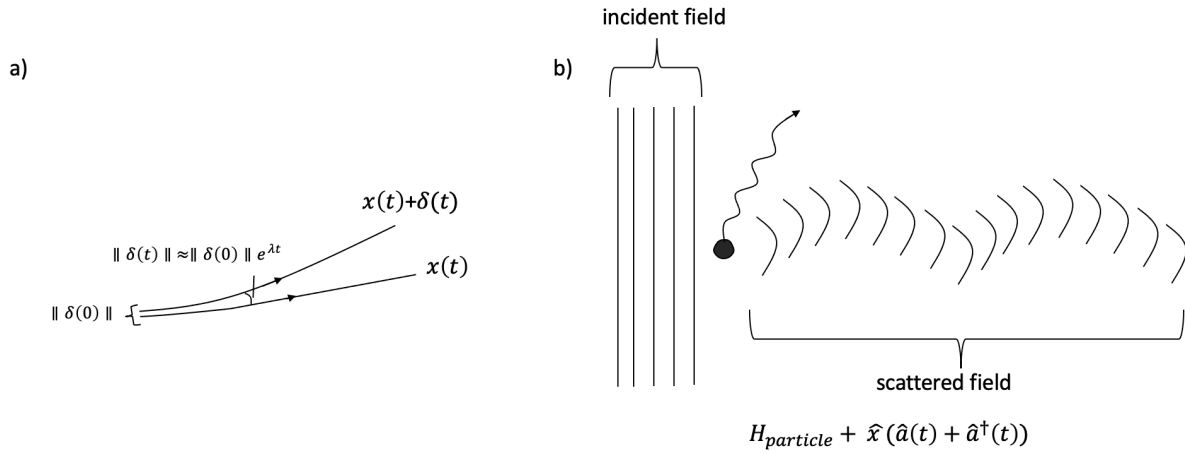 a)
x(t)+δ(t)
‖ δ(t) ‖ ≈‖ δ(0) ‖ e^{λt}
x(t)
‖ δ(0) ‖
b)
incident field
scattered field
H_{particle} + x̂ (â(t) + â†(t))